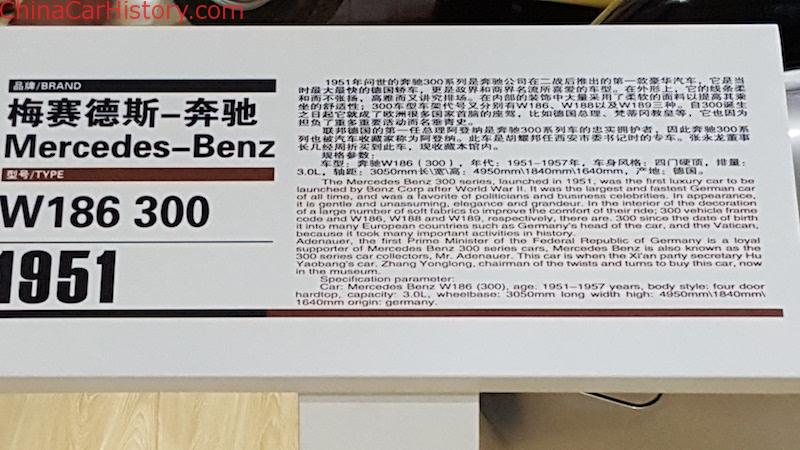 ChinaCarHistory.com
品牌/BRAND
梅赛德斯-奔驰
Mercedes-Benz
型号/TYPE
W186 300
1951
1951年问世的奔驰300系列是奔驰公司在二战后推出的第一款豪华汽车，它是当
时最大最快的德国轿车，更是政界和商界名流所喜爱的车型。在外形上，它的线条柔
和而不张扬，高雅而又讲究排场。在内部的装饰中大量采用了柔软的面料以提高其乘
坐的舒适性；300车型车架代号又分别有W186、W188以及W189三种。自300诞生
之日起它就成了欧洲很多国家首脑的座驾，比如德国总理、梵蒂冈教皇等，它也因为
担负了重多重要活动而名垂青史。
联邦德国的第一任总理阿登纳是奔驰300系列车的忠实拥护者，因此奔驰300系
列也被汽车收藏家称为阿登纳。此车是胡耀邦任西安市委书记时的专车。张永龙董事
长几经周折买到此车，现收藏本馆内。
规格参数：
车型：奔驰W186（300），年代：1951-1957年，车身风格：四门硬顶，排量：
3.0L，轴距：3050mm长\宽\高：4950mm\1840mm\1640mm，产地：德国。
The Mercedes Benz 300 series, launched in 1951, was the first luxury car to be
launched by Benz Corp after World War II. It was the largest and fastest German car
of all time, and was a favorite of politicians and business celebrities. In appearance,
it is gentle and unassuming, elegance and grandeur. In the interior of the decoration
of a large number of soft fabrics to improve the comfort of their ride; 300 vehicle frame
code and W186, W188 and W189, respectively, there are. 300 since the date of birth
it into many European countries such as Germany's head of the car, and the Vatican,
because it took many important activities in history.
Adenauer, the first Prime Minister of the Federal Republic of Germany is a loyal
supporter of Mercedes Benz 300 series cars, Mercedes Benz is also known as the
300 series car collectors, Mr. Adenauer. This car is when the Xi'an party secretary Hu
Yaobang's car. Zhang Yonglong, chairman of the twists and turns to buy this car, now
in the museum.
Specification parameter:
Car: Mercedes Benz W186 (300), age: 1951-1957 years, body style: four door
hardtop, capacity: 3.0L, wheelbase: 3050mm long width high: 4950mm\1840mm\
1640mm origin: germany.